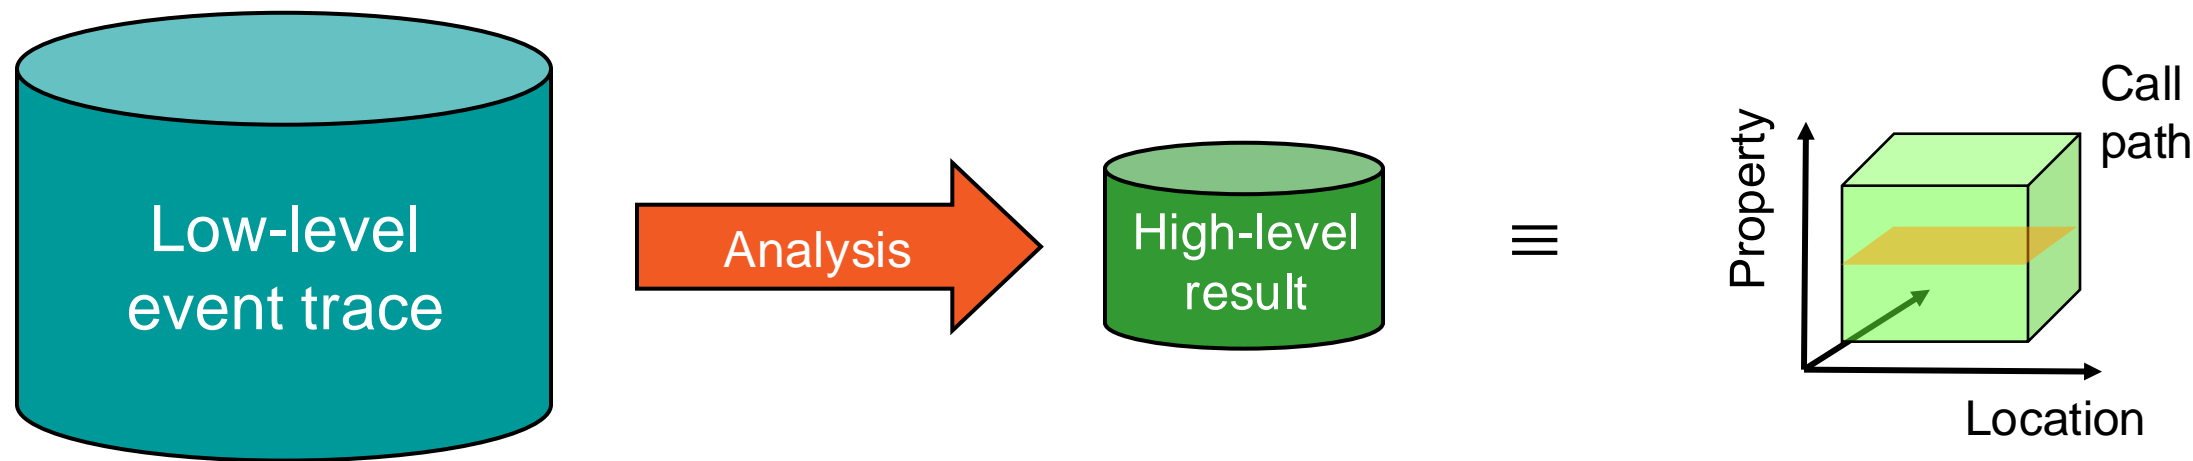 Low-level
event trace
Analysis
High-level
result
≡
Property
Call
path
Location